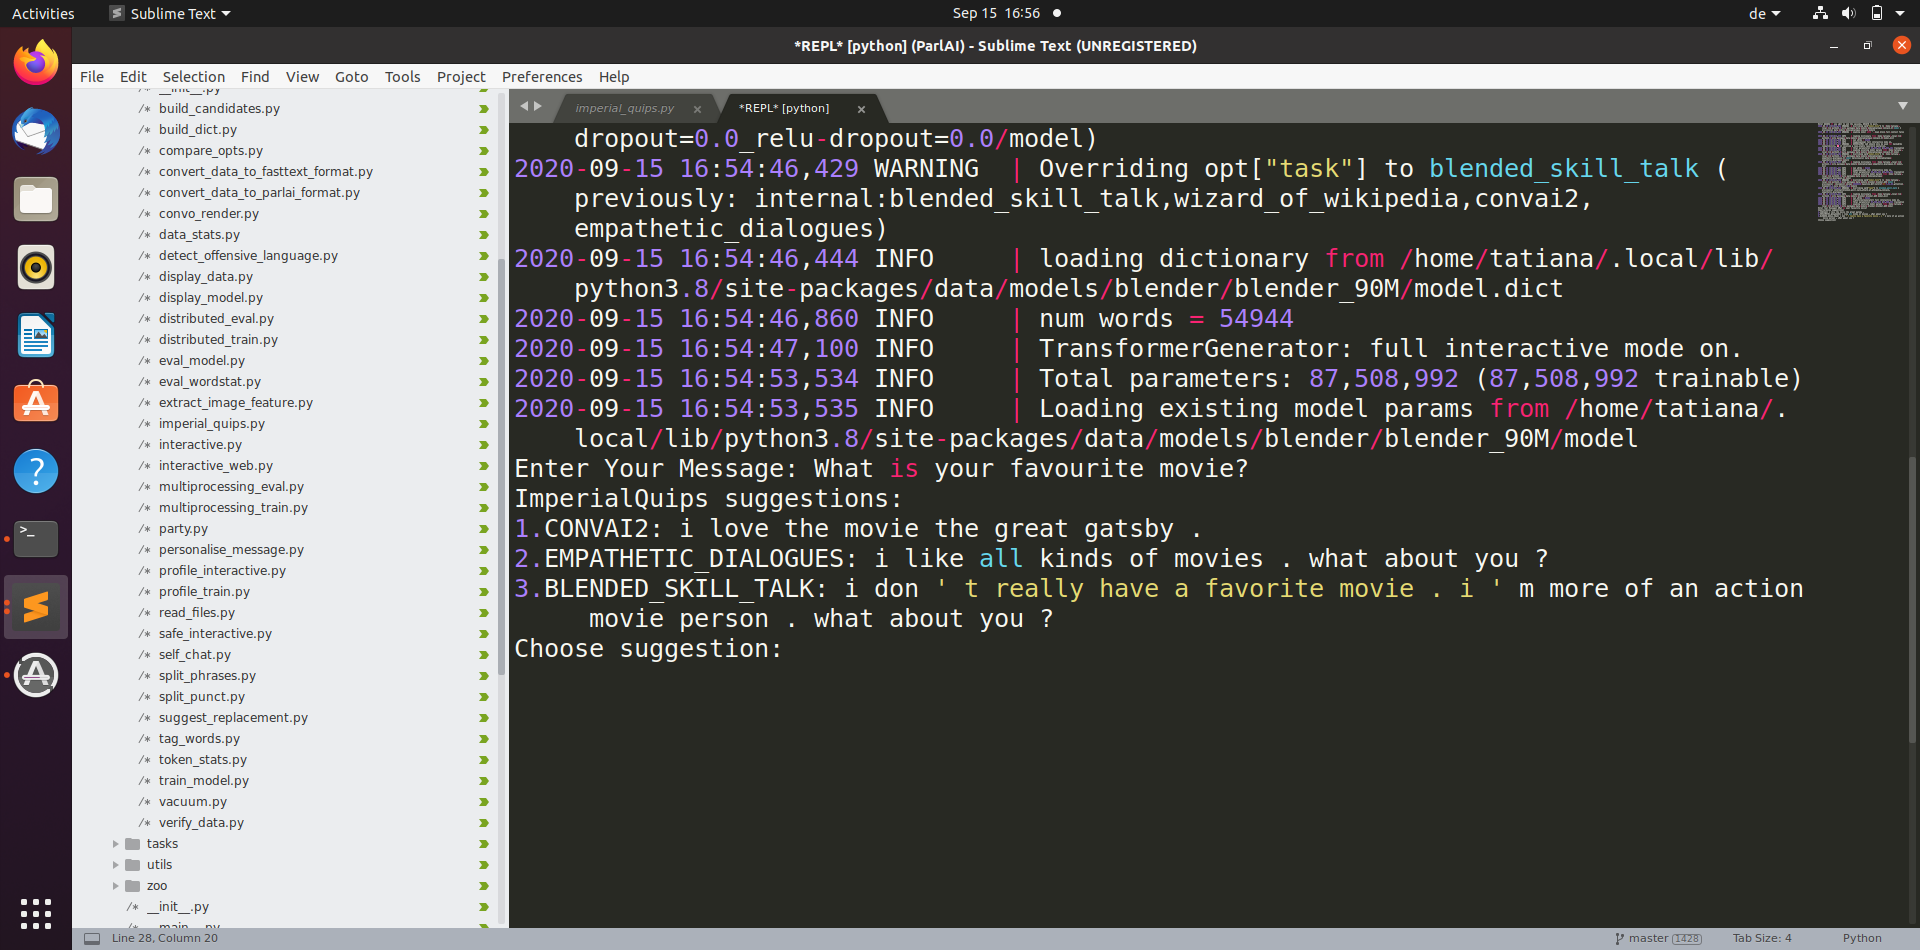 Activities
Sublime Text
Sep 15 16:56
de
*REPL* [python] (ParlAI) - Sublime Text (UNREGISTERED)
File Edit Selection Find View Goto Tools Project Preferences Help
/* __init__.py
/* build_candidates.py
/* build_dict.py
/* compare_opts.py
/* convert_data_to_fasttext_format.py
/* convert_data_to_parlai_format.py
/* convo_render.py
/* data_stats.py
/* detect_offensive_language.py
/* display_data.py
/* display_model.py
/* distributed_eval.py
/* distributed_train.py
/* eval_model.py
/* eval_wordstat.py
/* extract_image_feature.py
/* imperial_quips.py
/* interactive.py
/* interactive_web.py
/* multiprocessing_eval.py
/* multiprocessing_train.py
/* party.py
/* personalise_message.py
/* profile_interactive.py
/* profile_train.py
/* read_files.py
/* safe_interactive.py
/* self_chat.py
/* split_phrases.py
/* split_punct.py
/* suggest_replacement.py
/* tag_words.py
/* token_stats.py
/* train_model.py
/* vacuum.py
/* verify_data.py
tasks
utils
zoo
/* __init__.py
/* __main__.py
imperial_quips.py ×
*REPL* [python] ×
dropout=0.0_relu-dropout=0.0/model)
2020-09-15 16:54:46,429 WARNING | Overriding opt["task"] to blended_skill_talk (
previously: internal:blended_skill_talk,wizard_of_wikipedia,convai2,
empathetic_dialogues)
2020-09-15 16:54:46,444 INFO | loading dictionary from /home/tatiana/.local/lib/
python3.8/site-packages/data/models/blender/blender_90M/model.dict
2020-09-15 16:54:46,860 INFO | num words = 54944
2020-09-15 16:54:47,100 INFO | TransformerGenerator: full interactive mode on.
2020-09-15 16:54:53,534 INFO | Total parameters: 87,508,992 (87,508,992 trainable)
2020-09-15 16:54:53,535 INFO | Loading existing model params from /home/tatiana/.
local/lib/python3.8/site-packages/data/models/blender/blender_90M/model
Enter Your Message: What is your favourite movie?
ImperialQuips suggestions:
1.CONVAI2: i love the movie the great gatsby .
2.EMPATHETIC_DIALOGUES: i like all kinds of movies . what about you ?
3.BLENDED_SKILL_TALK: i don ' t really have a favorite movie . i ' m more of an action
movie person . what about you ?
Choose suggestion:
Line 28, Column 20
master 1428
Tab Size: 4
Python